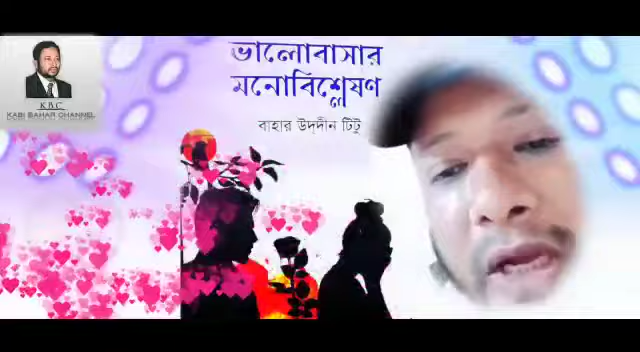 ভালোবাসার
মনোবিশ্লেষণ
বাহার উদ্‌দীন টিটু
KBC
KABI BAHAR CHANNEL